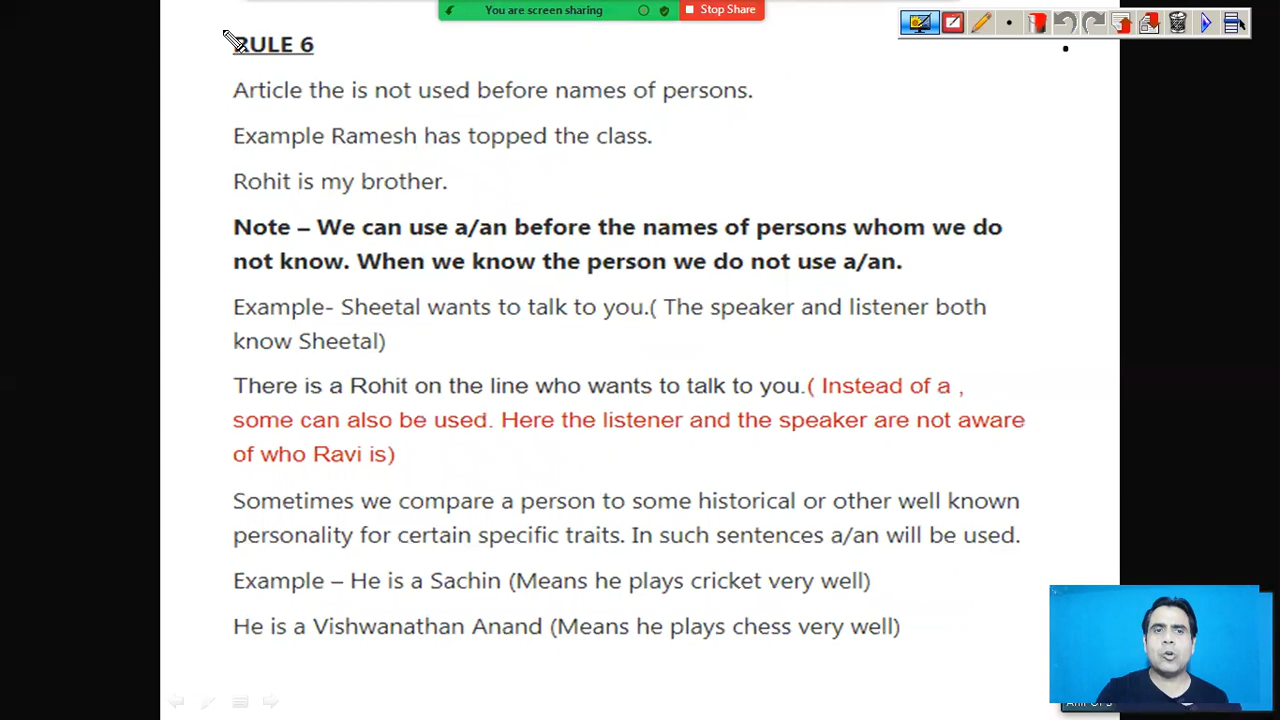 You are screen sharing
Stop Share
RULE 6
Article the is not used before names of persons.
Example Ramesh has topped the class.
Rohit is my brother.
Note – We can use a/an before the names of persons whom we do
not know. When we know the person we do not use a/an.
Example- Sheetal wants to talk to you.( The speaker and listener both
know Sheetal)
There is a Rohit on the line who wants to talk to you.( Instead of a ,
some can also be used. Here the listener and the speaker are not aware
of who Ravi is)
Sometimes we compare a person to some historical or other well known
personality for certain specific traits. In such sentences a/an will be used.
Example – He is a Sachin (Means he plays cricket very well)
He is a Vishwanathan Anand (Means he plays chess very well)